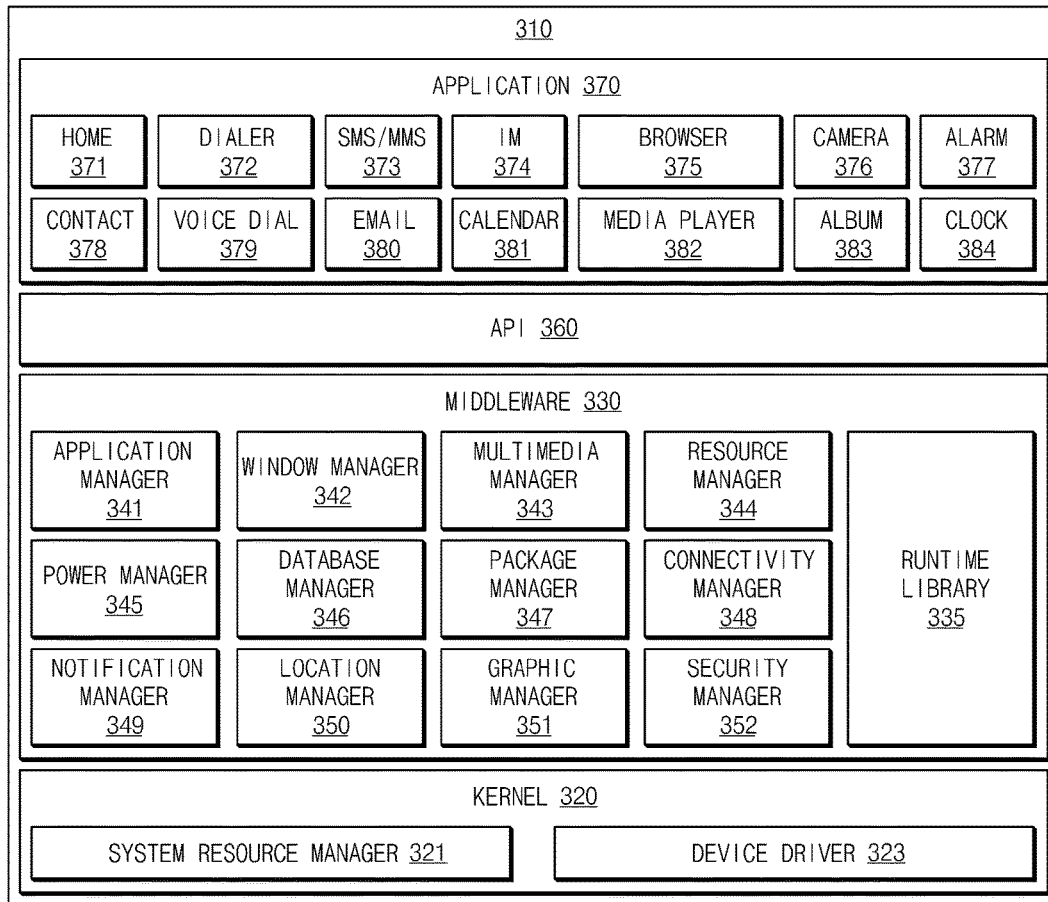 310
APPLICATION 370
HOME
371
DIALER
372
SMS/MMS
373
IM
374
BROWSER
375
CAMERA
376
ALARM
377
CONTACT
378
VOICE DIAL
379
EMAIL
380
CALENDAR
381
MEDIA PLAYER
382
ALBUM
383
CLOCK
384
API 360
MIDDLEWARE 330
APPLICATION
MANAGER
341
WINDOW MANAGER
342
MULTIMEDIA
MANAGER
343
RESOURCE
MANAGER
344
POWER MANAGER
345
DATABASE
MANAGER
346
PACKAGE
MANAGER
347
CONNECTIVITY
MANAGER
348
RUNTIME
LIBRARY
335
NOTIFICATION
MANAGER
349
LOCATION
MANAGER
350
GRAPHIC
MANAGER
351
SECURITY
MANAGER
352
KERNEL 320
SYSTEM RESOURCE MANAGER 321
DEVICE DRIVER 323